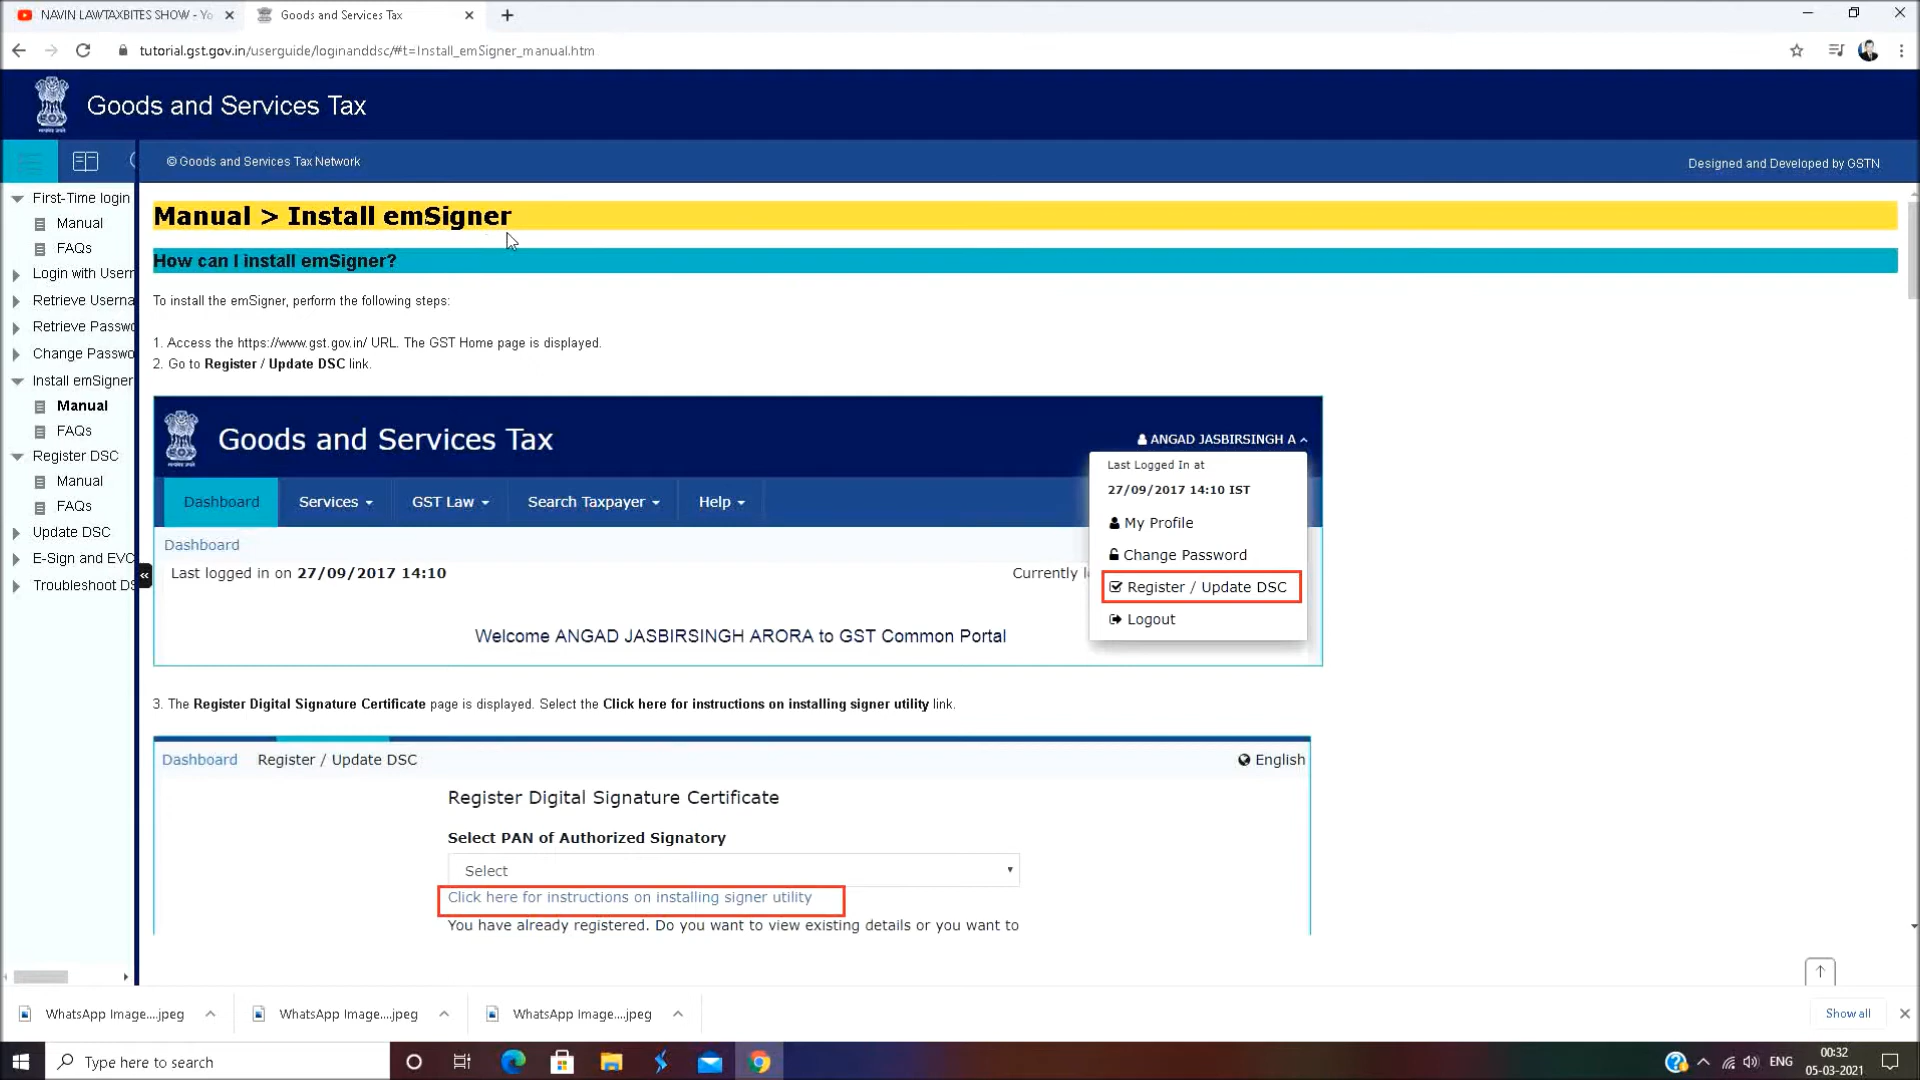 NAVIN LAWTAXBITES SHOW - Yo
Goods and Services Tax
tutorial.gst.gov.in/userguide/loginanddsc/#t=Install_emSigner_manual.htm
Goods and Services Tax
© Goods and Services Tax Network
Designed and Developed by GSTN
First-Time login
Manual
FAQs
Login with Usern
Retrieve Userna
Retrieve Passwo
Change Passwo
Install emSigner
Manual
FAQs
Register DSC
Manual
FAQs
Update DSC
E-Sign and EVC
Troubleshoot DS
Manual > Install emSigner
How can I install emSigner?
To install the emSigner, perform the following steps:
1. Access the https://www.gst.gov.in/ URL. The GST Home page is displayed.
2. Go to Register / Update DSC link.
Goods and Services Tax
ANGAD JASBIRSINGH A
Last Logged In at
27/09/2017 14:10 IST
My Profile
Change Password
Register / Update DSC
Logout
Dashboard Services GST Law Search Taxpayer Help
Dashboard
Last logged in on 27/09/2017 14:10
Currently l
Welcome ANGAD JASBIRSINGH ARORA to GST Common Portal
3. The Register Digital Signature Certificate page is displayed. Select the Click here for instructions on installing signer utility link.
Dashboard Register / Update DSC
English
Register Digital Signature Certificate
Select PAN of Authorized Signatory
Select
Click here for instructions on installing signer utility
You have already registered. Do you want to view existing details or you want to
WhatsApp Image....jpeg
WhatsApp Image....jpeg
WhatsApp Image....jpeg
Show all
Type here to search
ENG
00:32
05-03-2021